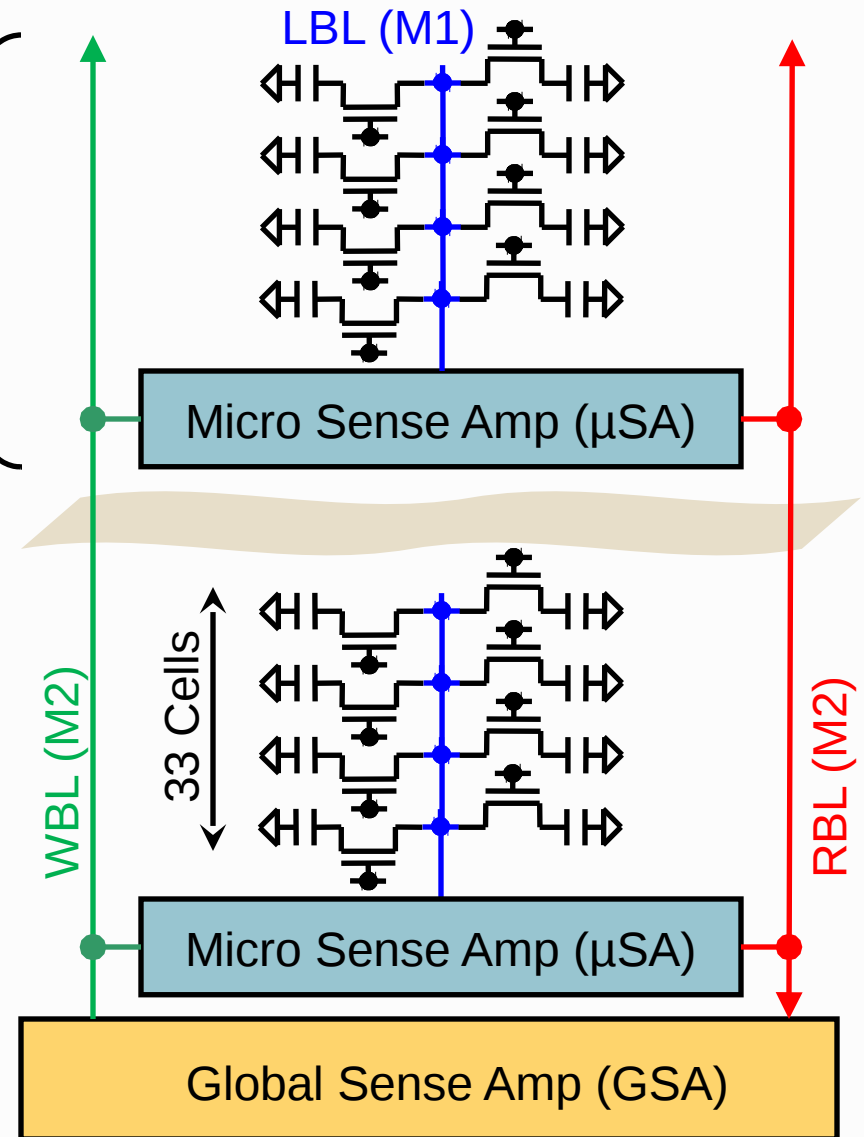 LBL (M1)
Micro Sense Amp (µSA)
33 Cells
WBL (M2)
RBL (M2)
Micro Sense Amp (µSA)
Global Sense Amp (GSA)